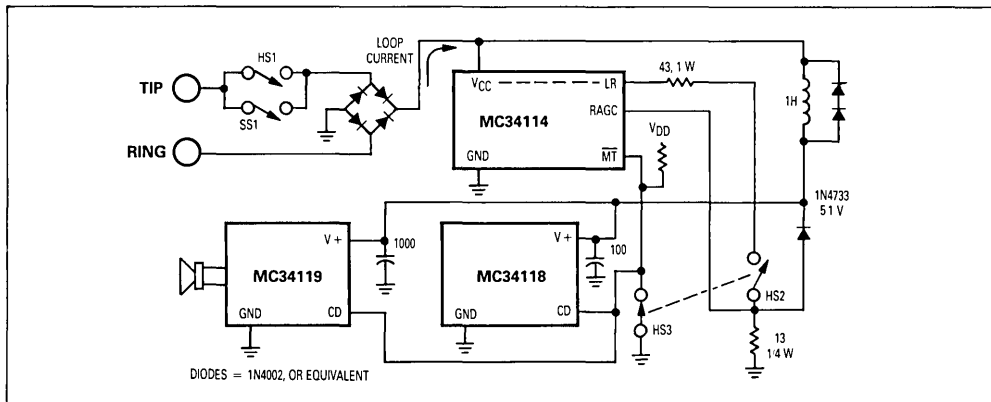 LOOP
CURRENT
HS1
TIP
SS1
RING
VCC
LR
43, 1 W
RAGC
MC34114
GND
MT
VDD
1H
1N4733
5 1 V
V +
1000
MC34119
GND
CD
V +
100
MC34118
GND
CD
HS3
HS2
13
1/4 W
DIODES = 1N4002, OR EQUIVALENT